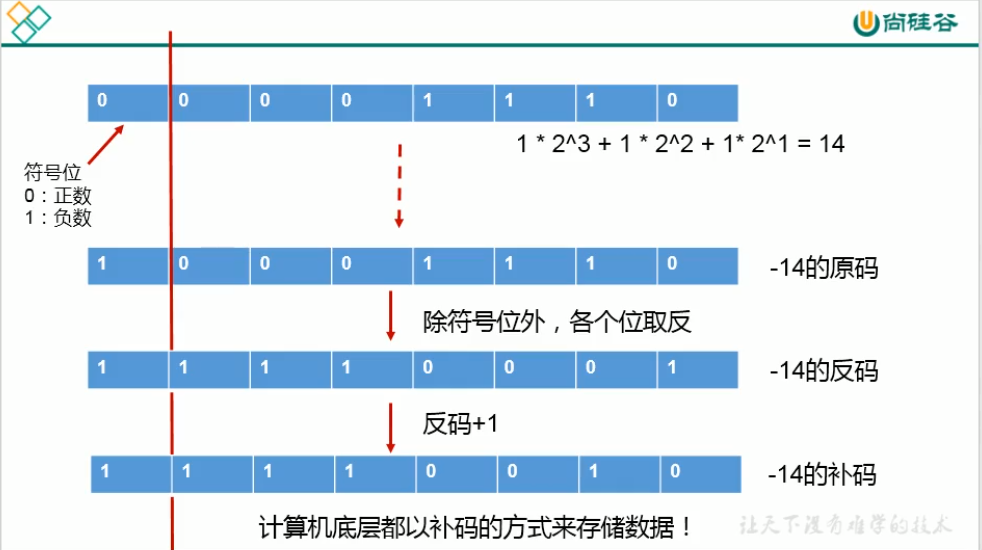 尚硅谷
0 0 0 0 1 1 1 0
1 * 2^3 + 1 * 2^2 + 1* 2^1 = 14
符号位
0：正数
1：负数
1 0 0 0 1 1 1 0 -14的原码
除符号位外，各个位取反
1 1 1 1 0 0 0 1 -14的反码
反码+1
1 1 1 1 0 0 1 0 -14的补码
计算机底层都以补码的方式来存储数据！
让天下没有难学的技术